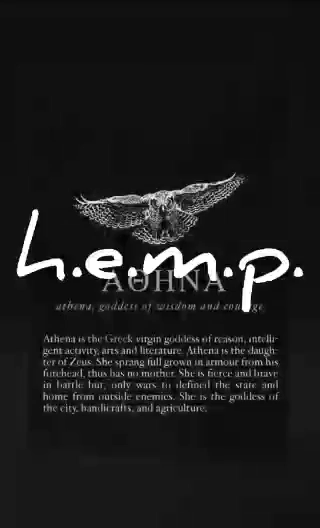 h.e.m.p.
AOHNA
athena, goddess of wisdom and courage
Athena is the Greek virgin goddess of reason, intelli-
gent activity, arts and literature. Athena is the daugh-
ter of Zeus. She sprang full grown in armour from his
forehead, thus has no mother. She is fierce and brave
in battle but, only wars to defined the state and
home from outside enemies. She is the goddess of
the city, handicrafts, and agriculture.